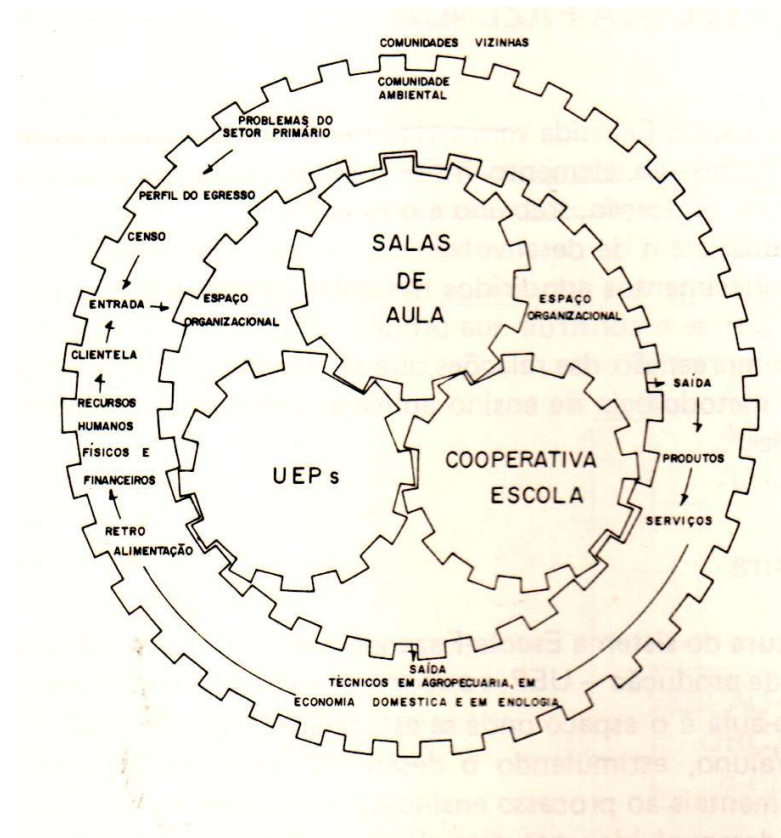 COMUNIDADES VIZINHAS
COMUNIDADE
AMBIENTAL
PROBLEMAS DO
SETOR PRIMÁRIO
PERFIL DO EGRESSO
CENSO
ENTRADA
CLIENTELA
RECURSOS
HUMANOS
FÍSICOS E
FINANCEIROS
RETRO
ALIMENTAÇÃO
ESPAÇO
ORGANIZACIONAL
SALAS
DE
AULA
ESPAÇO
ORGANIZACIONAL
UEPs
COOPERATIVA
ESCOLA
SAÍDA
PRODUTOS
SERVIÇOS
SAÍDA
TÉCNICOS EM AGROPECUARIA, EM
ECONOMIA DOMESTICA E EM ENOLOGIA